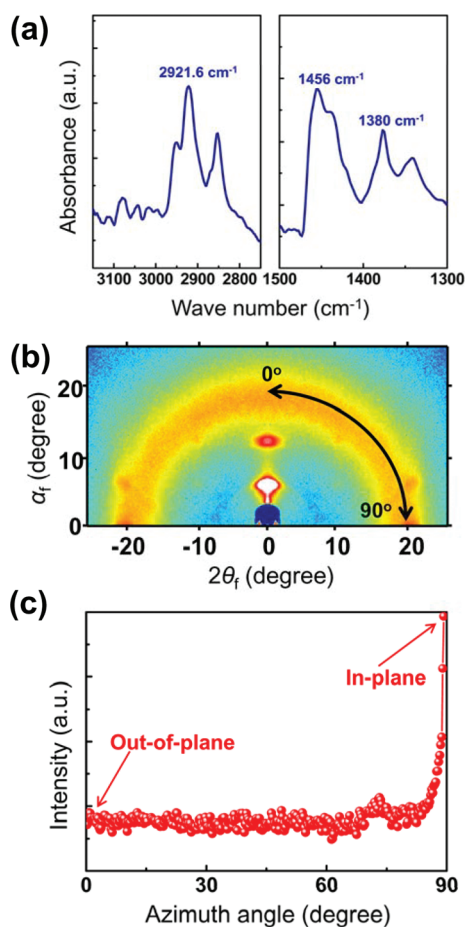 (a)
2921.6 cm⁻¹
1456 cm⁻¹
1380 cm⁻¹
Absorbance (a.u.)
3100 3000 2900 2800 1500 1400 1300
Wave number (cm⁻¹)
(b)
0°
90°
20
10
0
αf (degree)
-20 -10 0 10 20
2θf (degree)
(c)
In-plane
Out-of-plane
Intensity (a.u.)
0 30 60 90
Azimuth angle (degree)